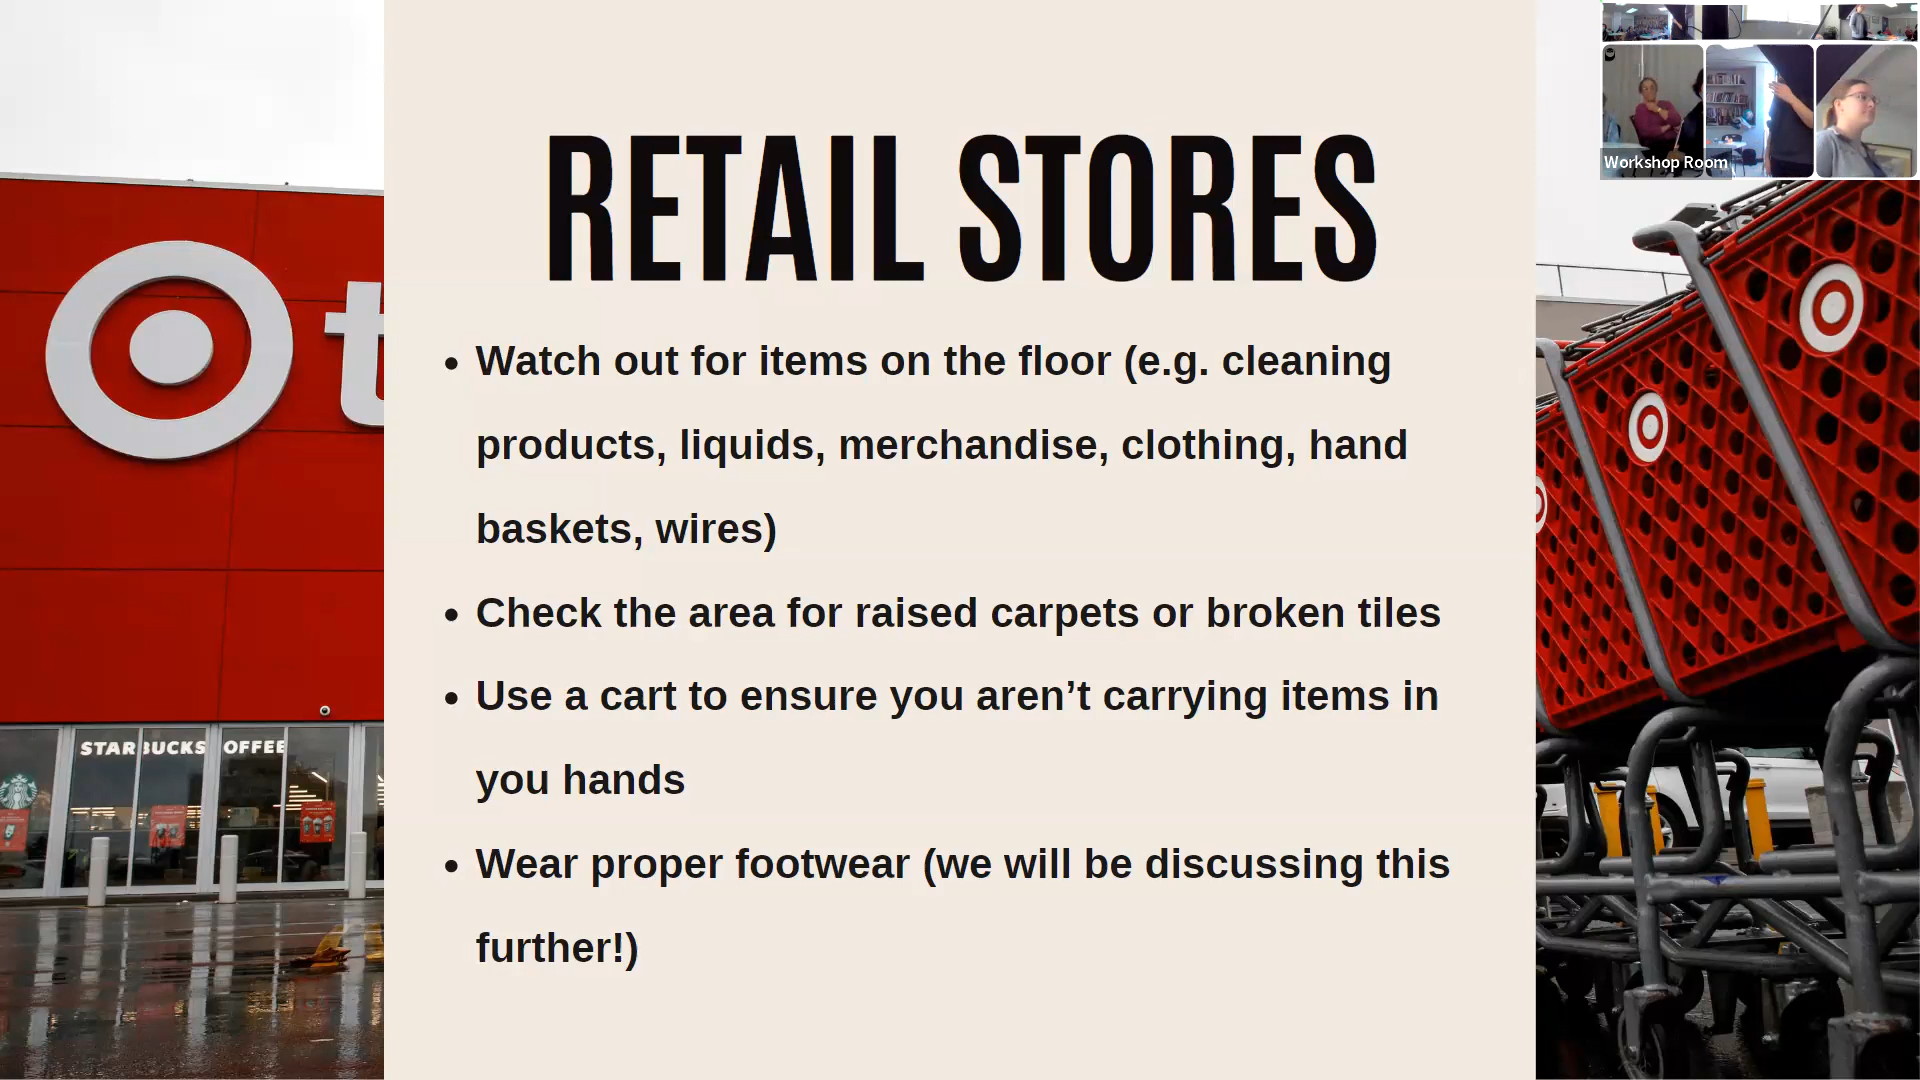 RETAIL STORES
• Watch out for items on the floor (e.g. cleaning
products, liquids, merchandise, clothing, hand
baskets, wires)
• Check the area for raised carpets or broken tiles
• Use a cart to ensure you aren’t carrying items in
you hands
• Wear proper footwear (we will be discussing this
further!)
Workshop Room
t
STARBUCKS OFFEE